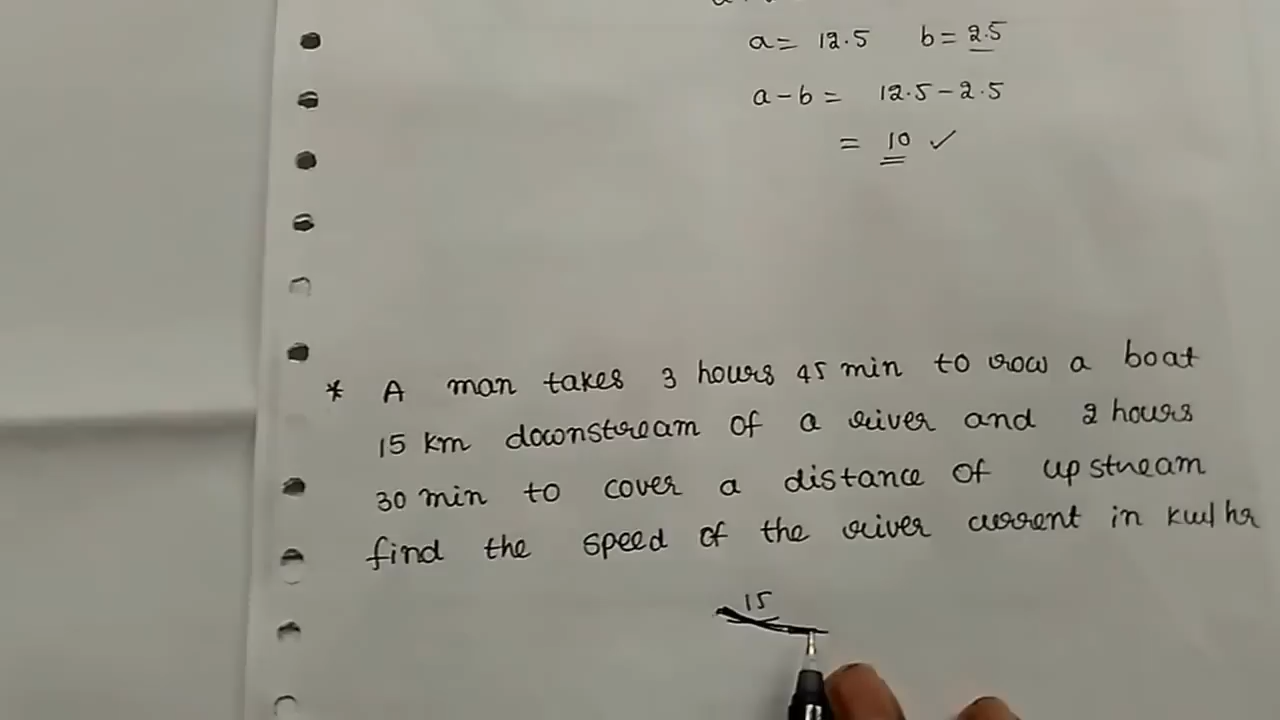 a = 12.5 b = 2.5
a - b = 12.5 - 2.5
= 10 ✓
* A man takes 3 hours 45 min to row a boat
15 km downstream of a river and 2 hours
30 min to cover a distance of upstream
find the speed of the river current in km/hr
15